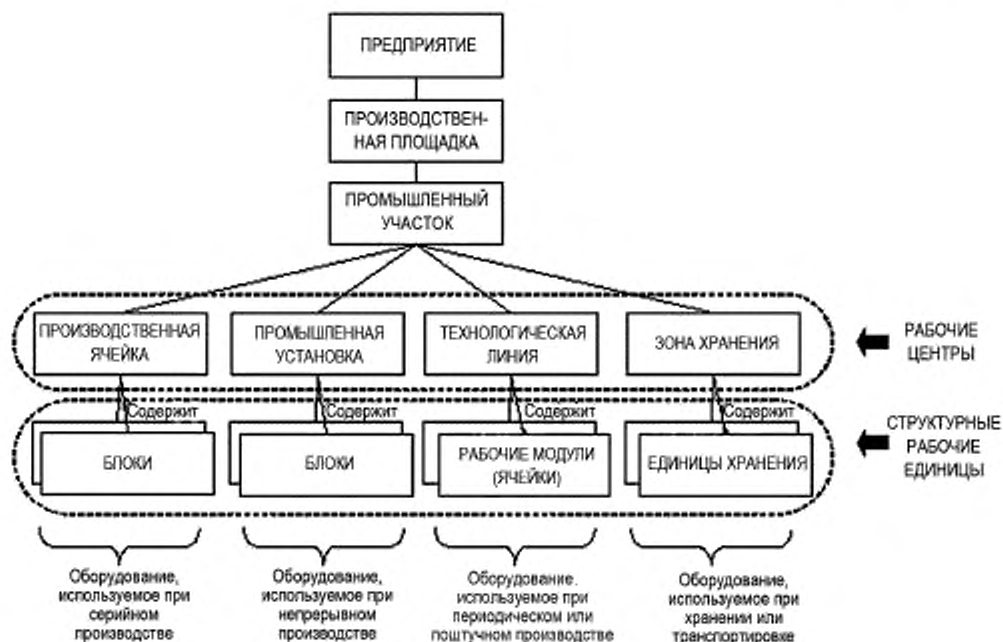 ПРЕДПРИЯТИЕ
ПРОИЗВОДСТВЕН-
НАЯ ПЛОЩАДКА
ПРОМЫШЛЕННЫЙ
УЧАСТОК
ПРОИЗВОДСТВЕННАЯ
ЯЧЕЙКА
ПРОМЫШЛЕННАЯ
УСТАНОВКА
ТЕХНОЛОГИЧЕСКАЯ
ЛИНИЯ
ЗОНА ХРАНЕНИЯ
РАБОЧИЕ
ЦЕНТРЫ
Содержит
Содержит
Содержит
Содержит
БЛОКИ
БЛОКИ
РАБОЧИЕ МОДУЛИ
(ЯЧЕЙКИ)
ЕДИНИЦЫ ХРАНЕНИЯ
СТРУКТУРНЫЕ
РАБОЧИЕ
ЕДИНИЦЫ
Оборудование,
используемое при
серийном
производстве
Оборудование,
используемое при
непрерывном
производстве
Оборудование.
используемое при
периодическом или
поштучном производстве
Оборудование,
используемое при
хранении или
транспортировке